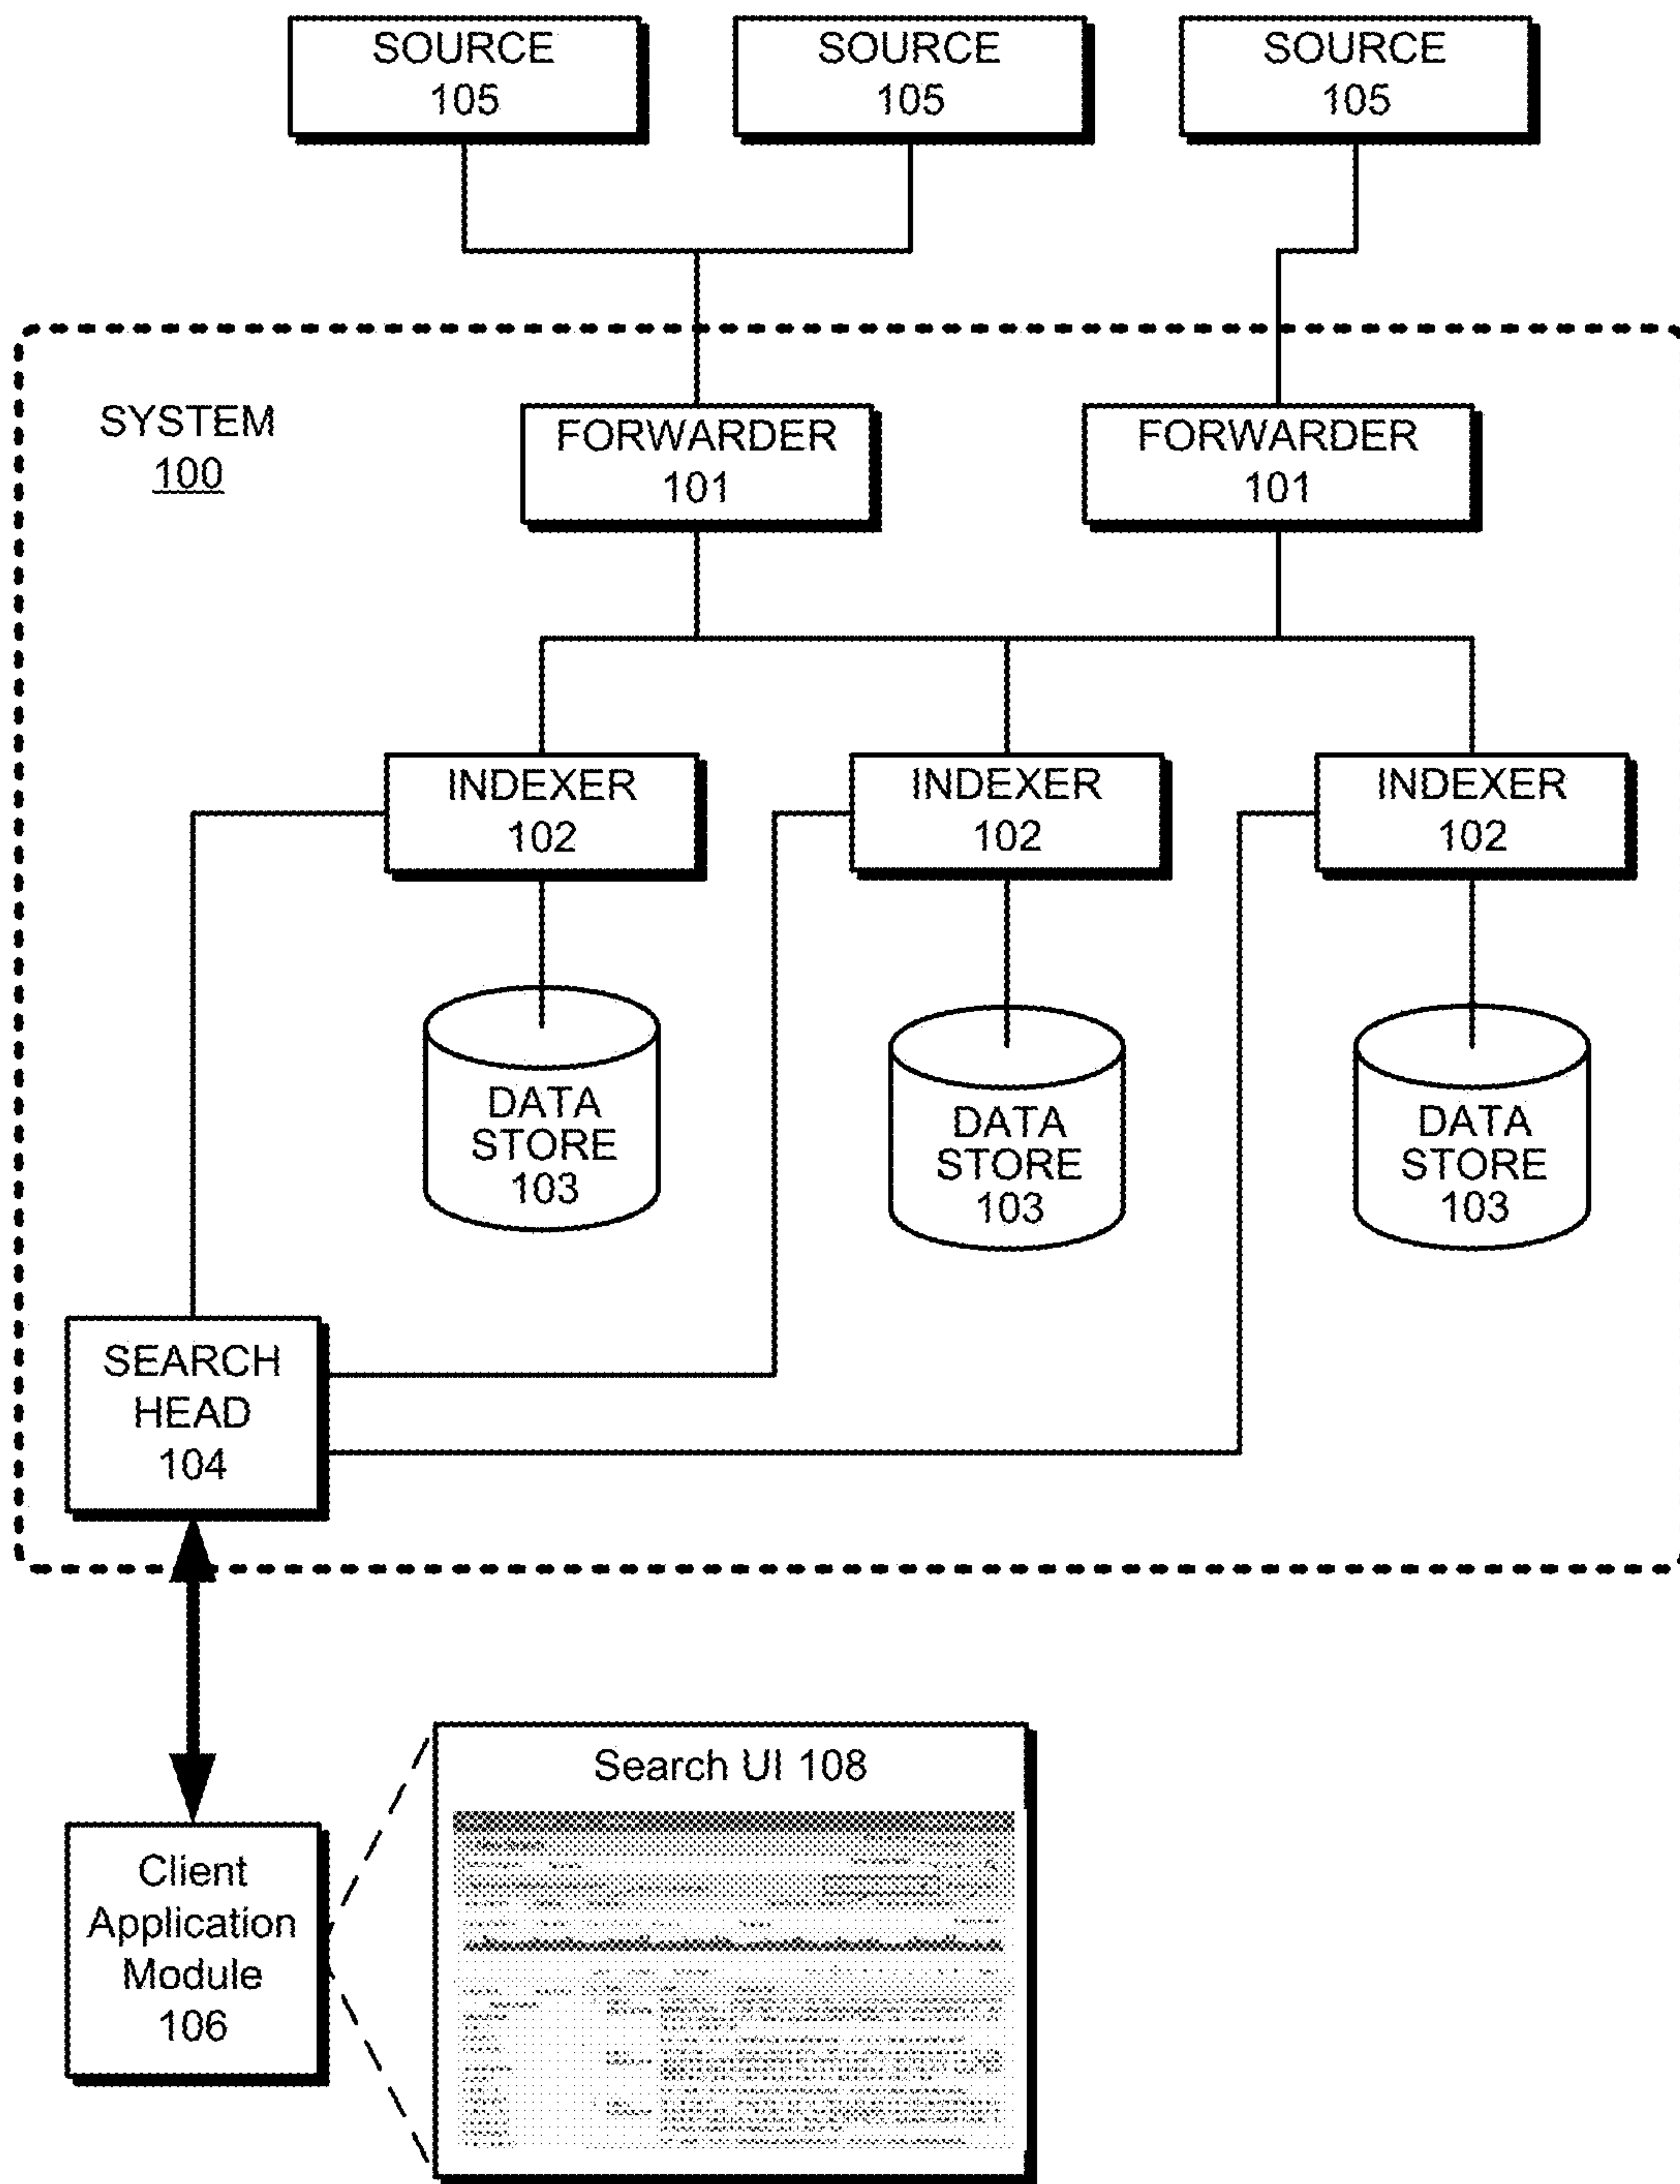 SOURCE
105
SOURCE
105
SOURCE
105
SYSTEM
100
FORWARDER
101
FORWARDER
101
INDEXER
102
INDEXER
102
INDEXER
102
DATA
STORE
103
DATA
STORE
103
DATA
STORE
103
SEARCH
HEAD
104
Search UI 108
Client
Application
Module
106